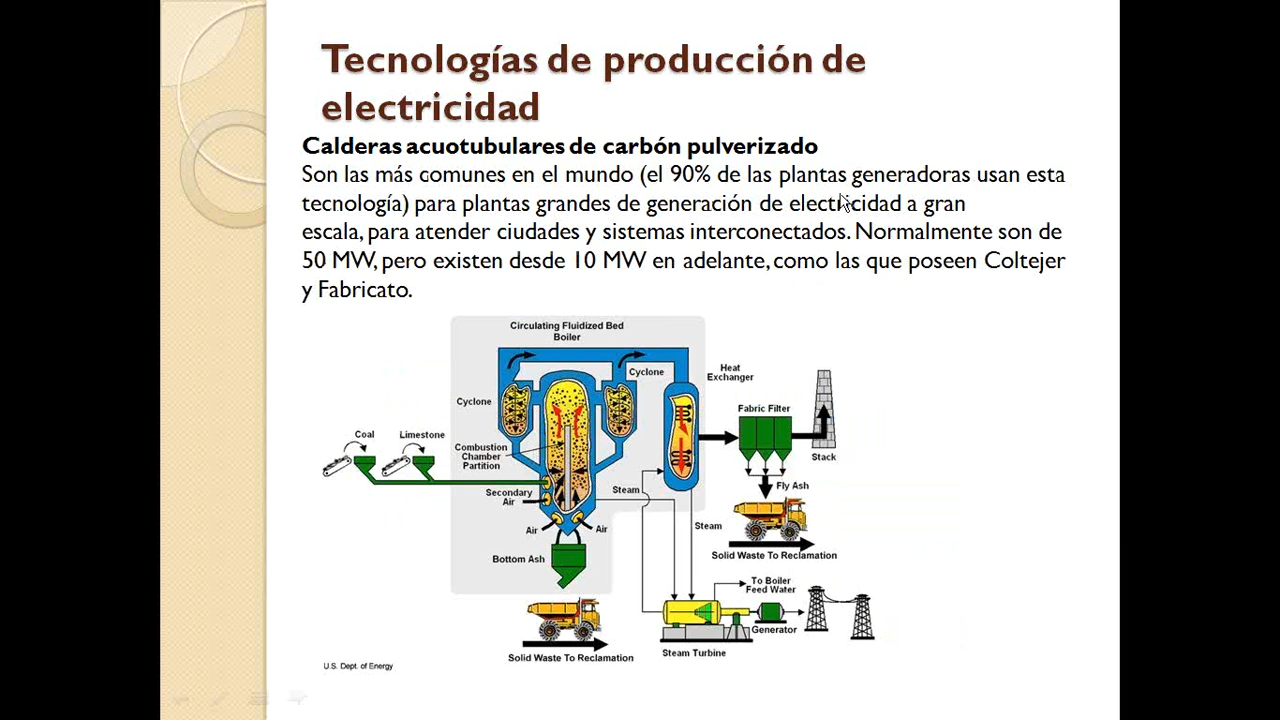 Tecnologías de producción de
electricidad
Calderas acuotubulares de carbón pulverizado
Son las más comunes en el mundo (el 90% de las plantas generadoras usan esta
tecnología) para plantas grandes de generación de electricidad a gran
escala, para atender ciudades y sistemas interconectados. Normalmente son de
50 MW, pero existen desde 10 MW en adelante, como las que poseen Coltejer
y Fabricato.
Circulating Fluidized Bed
Boiler
Cyclone
Heat
Exchanger
Cyclone
Fabric Filter
Coal
Limestone
Combustion
Chamber
Partition
Stack
Secondary
Air
Steam
Fly Ash
Air
Air
Steam
Bottom Ash
Solid Waste To Reclamation
To Boiler
Feed Water
Generator
Steam Turbine
Solid Waste To Reclamation
U.S. Dept. of Energy